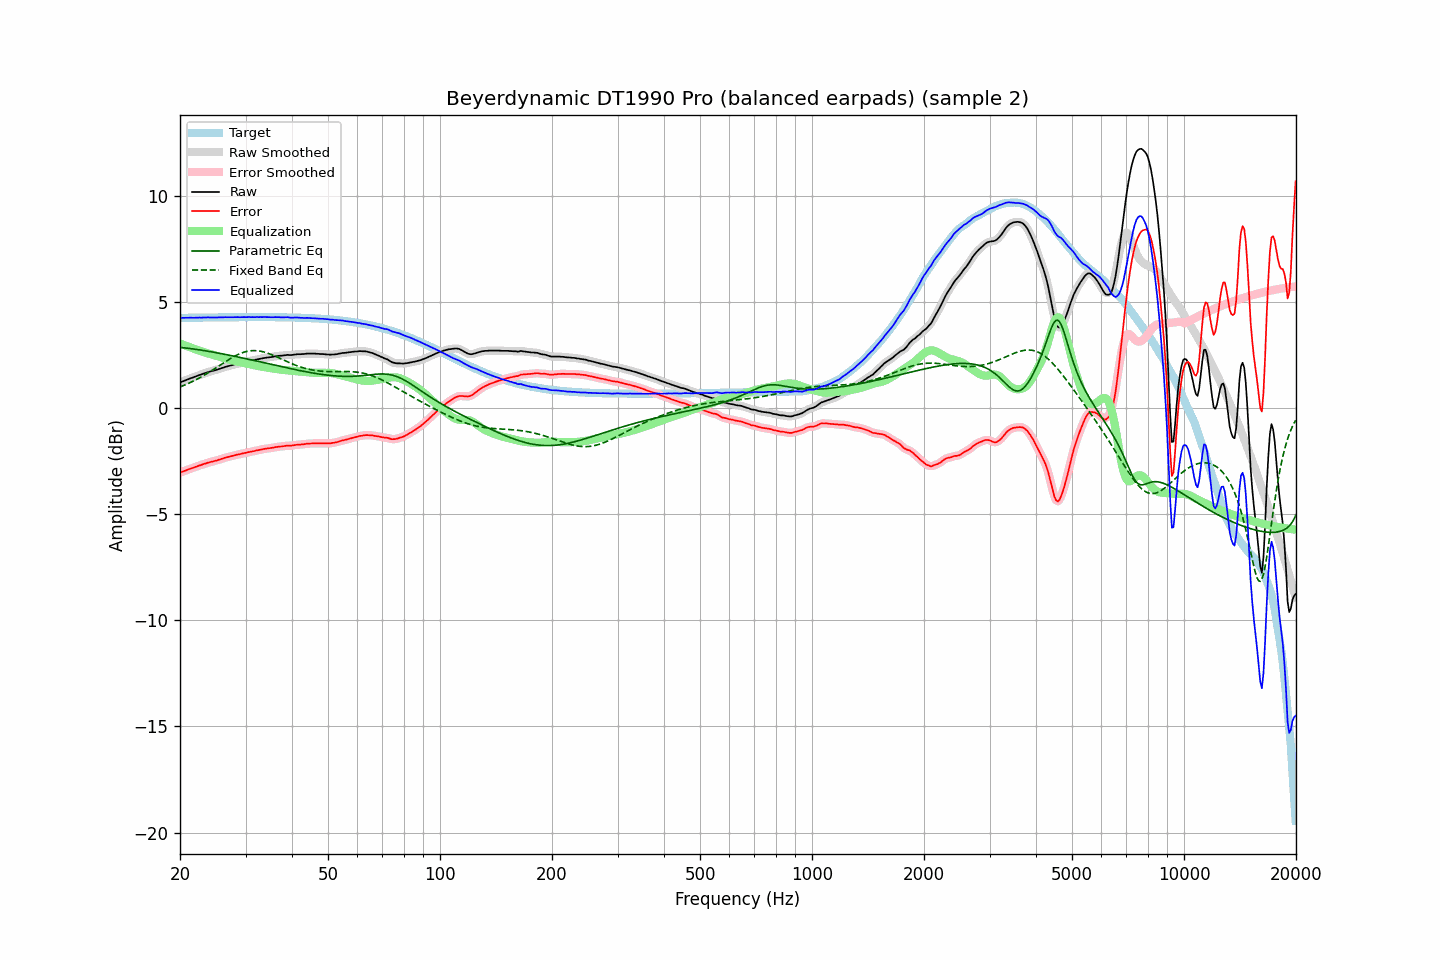 Beyerdynamic DT1990 Pro (balanced earpads) (sample 2)
Target
Raw Smoothed
Error Smoothed
Raw
Error
Equalization
Parametric Eq
Fixed Band Eq
Equalized
Amplitude (dBr)
10
5
0
−5
−10
−15
−20
20
50
100
200
500
1000
2000
5000
10000
20000
Frequency (Hz)